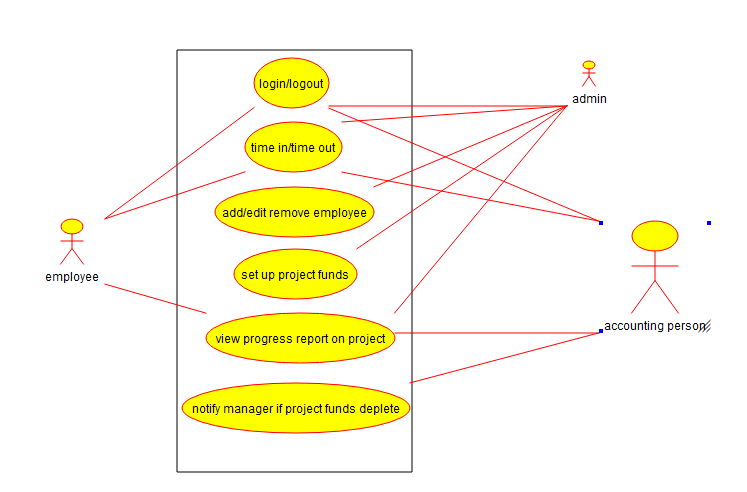 login/logout
admin
time in/time out
add/edit remove employee
employee
set up project funds
accounting person
view progress report on project
notify manager if project funds deplete